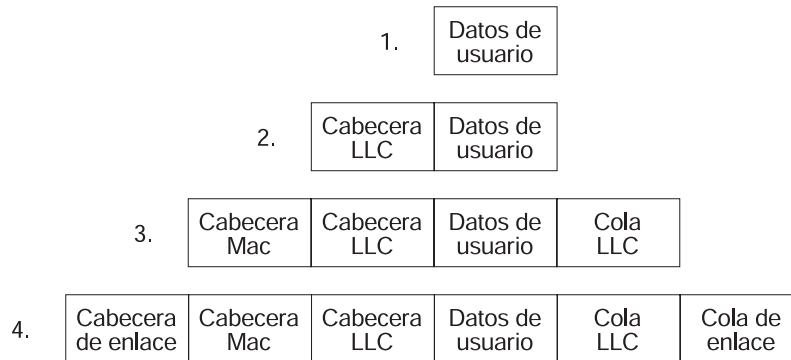 1.
Datos de
usuario
2.
Cabecera
LLC
Datos de
usuario
3.
Cabecera
Mac
Cabecera
LLC
Datos de
usuario
Cola
LLC
4.
Cabecera
de enlace
Cabecera
Mac
Cabecera
LLC
Datos de
usuario
Cola
LLC
Cola de
enlace